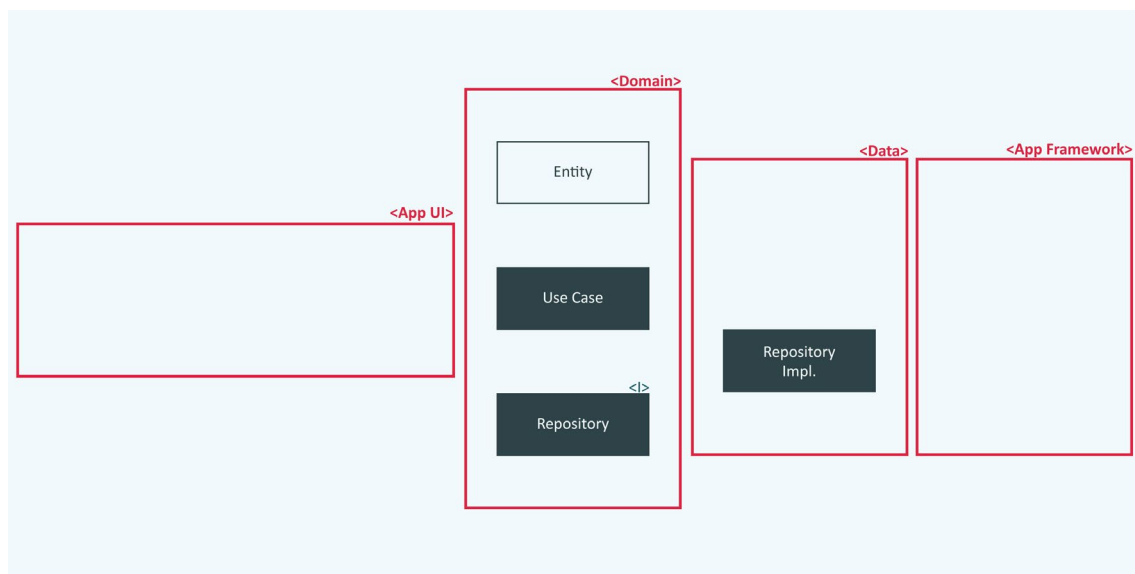 <Domain>
Entity
<Data>
<App Framework>
<App UI>
Use Case
Repository
Impl.
<I>
Repository